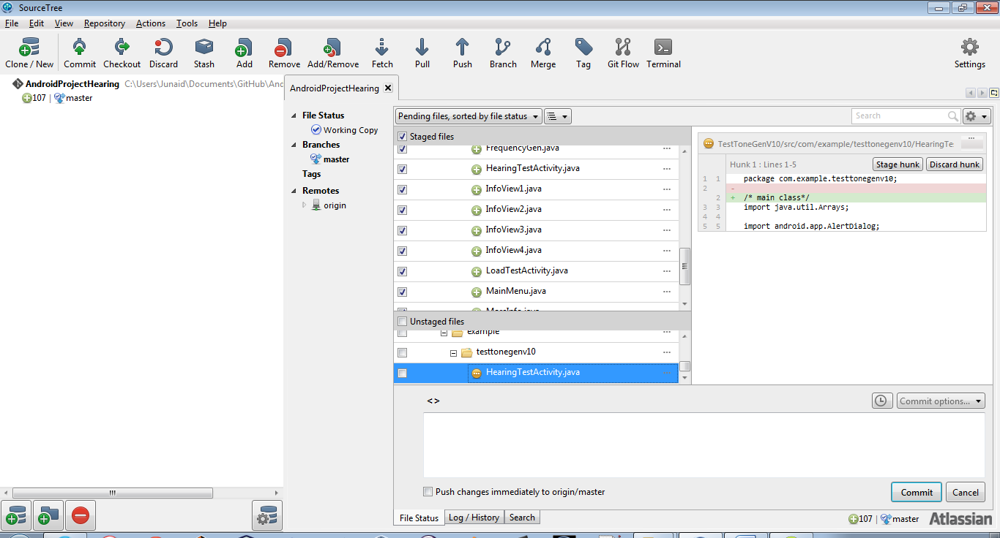 SourceTree
File Edit View Repository Actions Tools Help
Clone / New Commit Checkout Discard Stash Add Remove Add/Remove Fetch Pull Push Branch Merge Tag Git Flow Terminal Settings
AndroidProjectHearing C:\Users\Junaid\Documents\GitHub\And
107 | master
AndroidProjectHearing
File Status
Working Copy
Branches
master
Tags
Remotes
origin
Pending files, sorted by file status
Search
Staged files
FrequencyGen.java
HearingTestActivity.java
InfoView1.java
InfoView2.java
InfoView3.java
InfoView4.java
LoadTestActivity.java
MainMenu.java
MoreInfo.java
Unstaged files
example
testtonegenv10
HearingTestActivity.java
TestToneGenV10/src/com/example/testtonegenv10/HearingTe
Hunk 1 : Lines 1-5 Stage hunk Discard hunk
1 1 package com.example.testtonegenv10;
2 -
2 + /* main class*/
3 3 import java.util.Arrays;
4 4
5 5 import android.app.AlertDialog;
<> Commit options...
Push changes immediately to origin/master
Commit Cancel
File Status Log / History Search
107 | master Atlassian